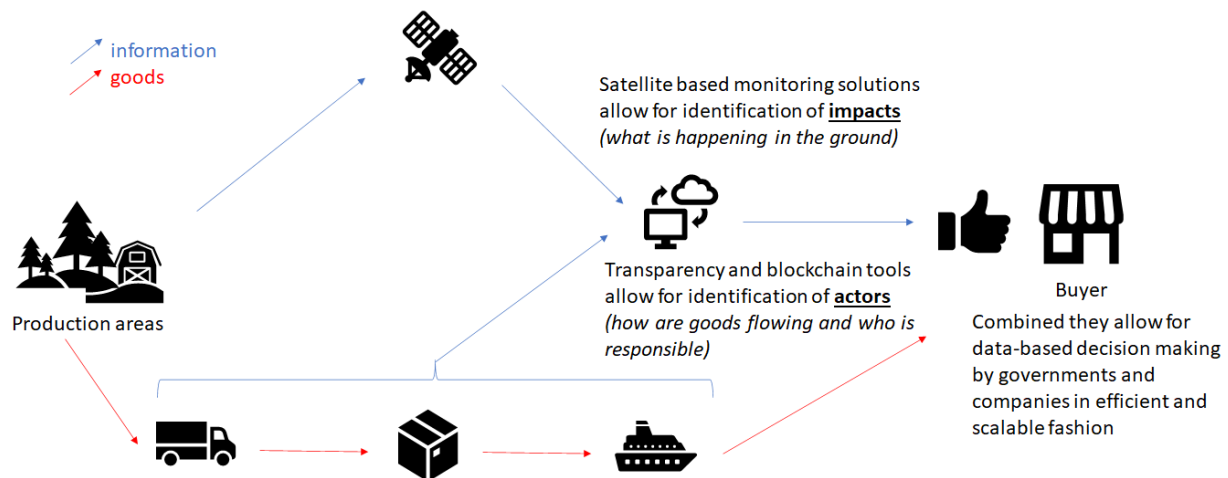 information
goods
Satellite based monitoring solutions
allow for identification of impacts
(what is happening in the ground)
Production areas
Transparency and blockchain tools
allow for identification of actors
(how are goods flowing and who is
responsible)
Buyer
Combined they allow for
data-based decision making
by governments and
companies in efficient and
scalable fashion